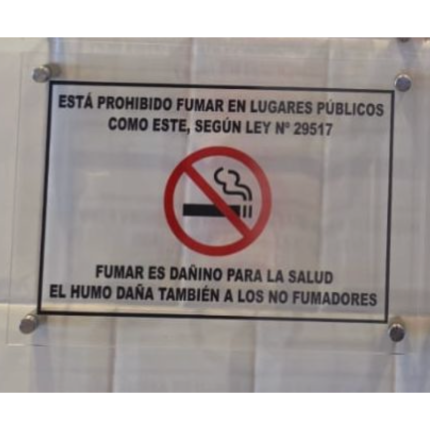 ESTÁ PROHIBIDO FUMAR EN LUGARES PÚBLICOS
COMO ESTE, SEGÚN LEY Nº 29517
FUMAR ES DAÑINO PARA LA SALUD
EL HUMO DAÑA TAMBIÉN A LOS NO FUMADORES